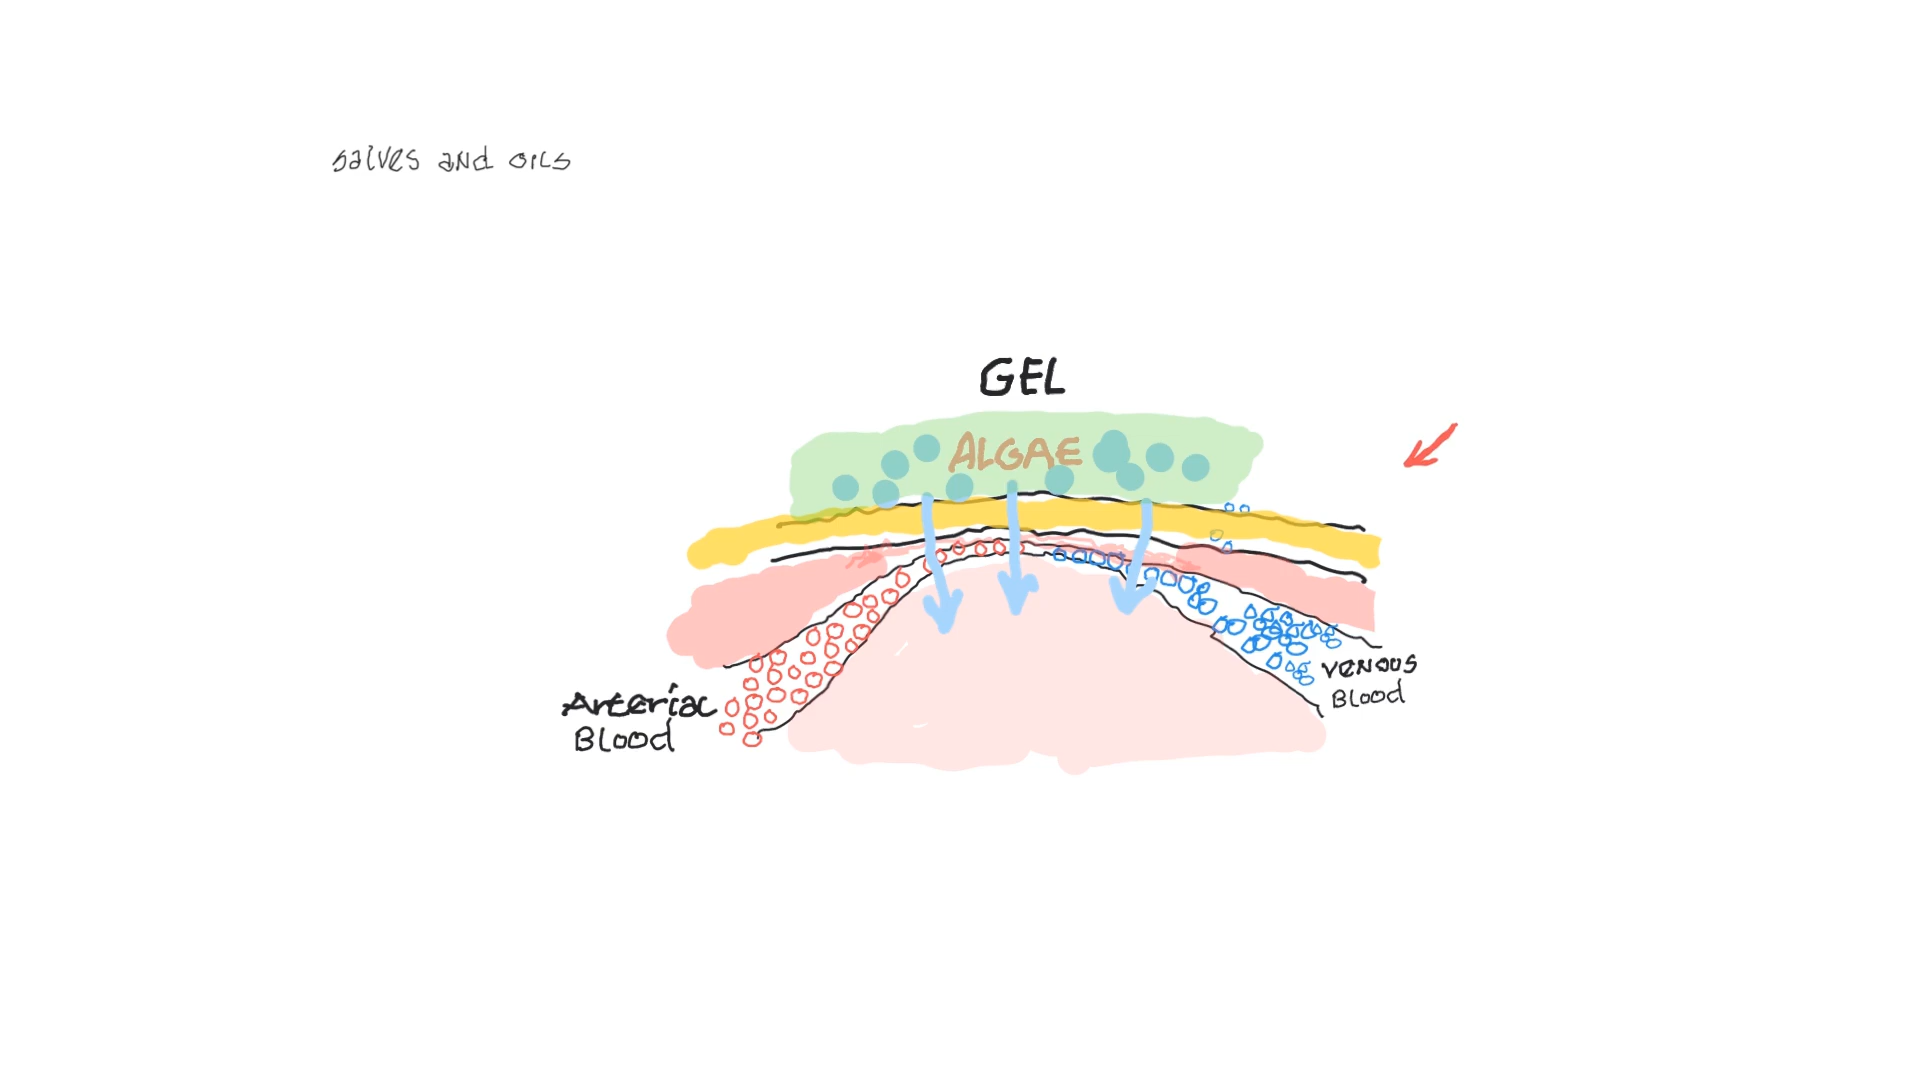 salves and oils
GEL
ALGAE
Arterial
Blood
Venous
Blood